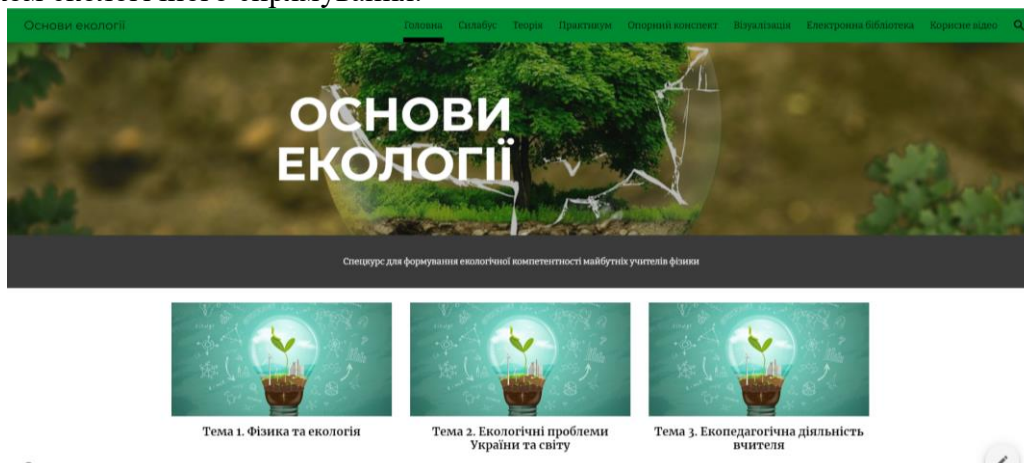 екологічного спрямування.
Основи екології
Головна Силабус Теорія Практикум Опорний конспект Візуалізація Електронна бібліотека Корисне відео
ОСНОВИ
ЕКОЛОГІЇ
Спецкурс для формування екологічної компетентності майбутніх учителів фізики
Тема 1. Фізика та екологія
Тема 2. Екологічні проблеми
України та світу
Тема 3. Екопедагогічна діяльність
вчителя